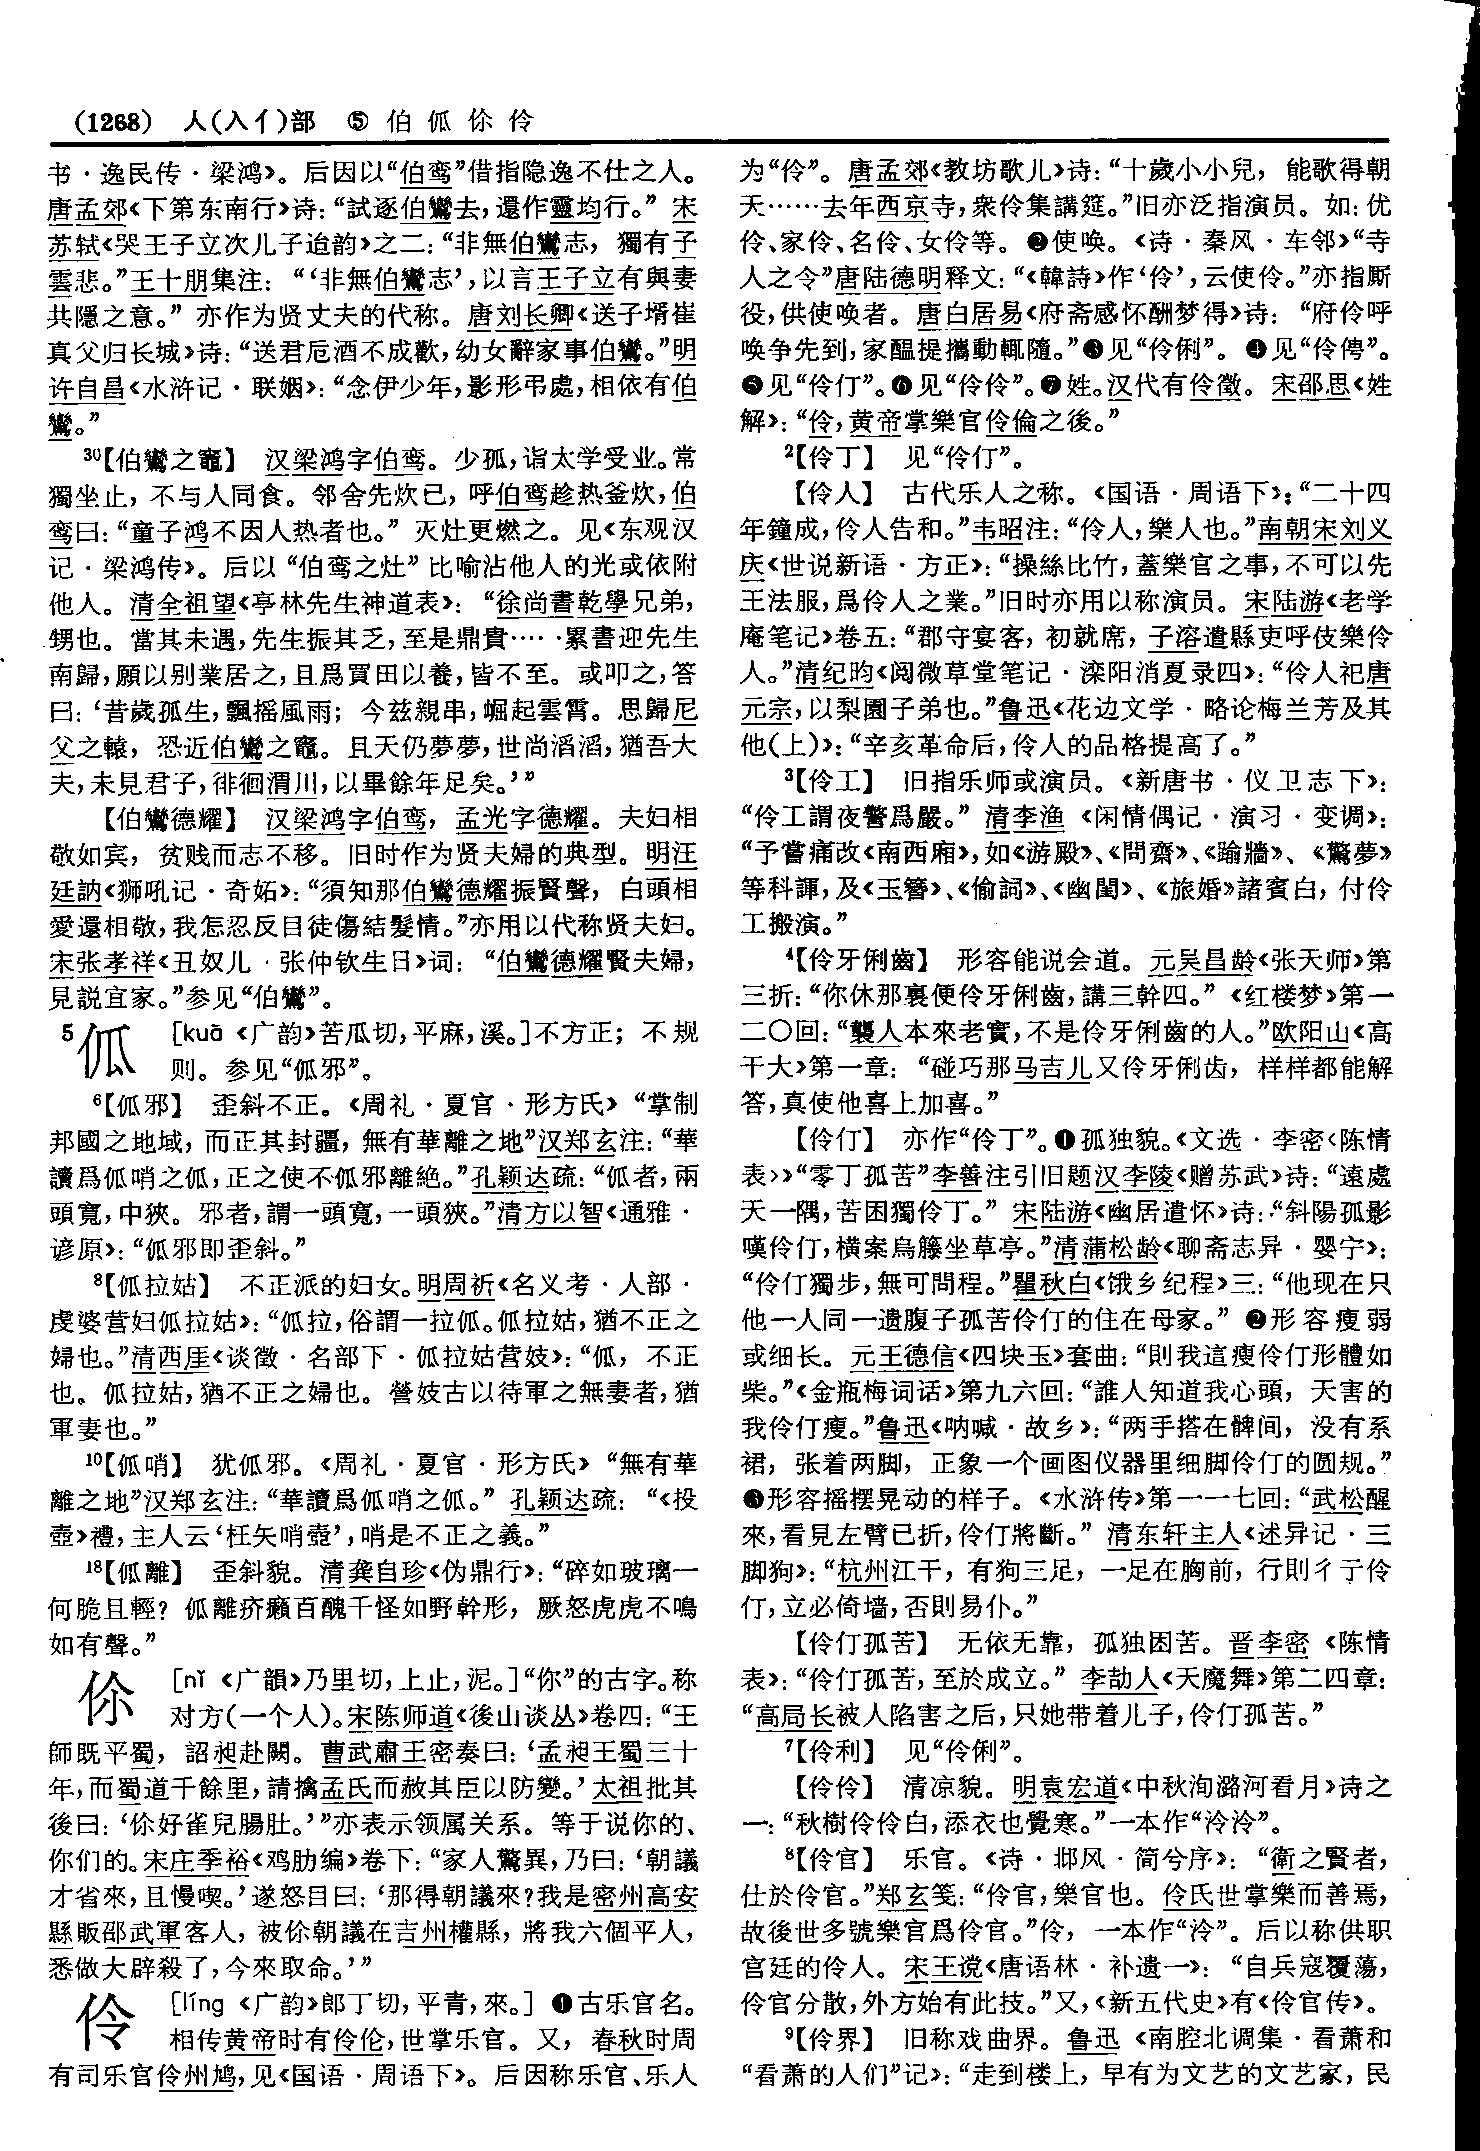 (1268) 人(入亻)部 ⑤ 伯 㐿 伱 伶
书·逸民传·梁鸿》。后因以“伯鸾”借指隐逸不仕之人。
唐孟郊《下第东南行》诗：“試逐伯鸞去，還作靈均行。” 宋
苏轼《哭王子立次儿子迨韵》之二：“非無伯鸞志，獨有子
雲悲。”王十朋集注：“‘非無伯鸞志’，以言王子立有與妻
共隱之意。” 亦作为贤丈夫的代称。唐刘长卿《送子壻崔
真父归长城》诗：“送君卮酒不成歡，幼女辭家事伯鸞。”明
许自昌《水浒记·联姻》：“念伊少年，影形弔處，相依有伯
鸞。”
30【伯鸞之竈】 汉梁鸿字伯鸾。少孤，诣太学受业。常
獨坐止，不与人同食。邻舍先炊已，呼伯鸾趁热釜炊，伯
鸾曰：“童子鸿不因人热者也。” 灭灶更燃之。见《东观汉
记·梁鸿传》。后以“伯鸾之灶”比喻沾他人的光或依附
他人。清全祖望《亭林先生神道表》：“徐尚書乾學兄弟，
甥也。當其未遇，先生振其乏，至是鼎貴……累書迎先生
南歸，願以别業居之，且爲買田以養，皆不至。或叩之，答
曰：‘昔歲孤生，飄摇風雨；今兹親串，崛起雲霄。思歸尼
父之轅，恐近伯鸞之竈。且天仍夢夢，世尚滔滔，猶吾大
夫，未見君子，徘徊渭川，以畢餘年足矣。’”
【伯鸞德耀】 汉梁鸿字伯鸾，孟光字德耀。夫妇相
敬如宾，贫贱而志不移。旧时作为贤夫婦的典型。明汪
廷訥《狮吼记·奇妬》：“須知那伯鸞德耀振賢聲，白頭相
愛還相敬，我怎忍反目徒傷結髮情。”亦用以代称贤夫妇。
宋张孝祥《丑奴儿·张仲钦生日》词：“伯鸞德耀賢夫婦，
見説宜家。”参见“伯鸞”。
5㐿 [kuā 《广韵》苦瓜切，平麻，溪。]不方正；不规
则。参见“㐿邪”。
6【㐿邪】 歪斜不正。《周礼·夏官·形方氏》“掌制
邦國之地域，而正其封疆，無有華離之地”汉郑玄注：“華
讀爲㐿哨之㐿，正之使不㐿邪離絶。”孔颖达疏：“㐿者，兩
頭寬，中狹。邪者，謂一頭寬，一頭狹。”清方以智《通雅·
谚原》：“㐿邪即歪斜。”
8【㐿拉姑】 不正派的妇女。明周祈《名义考·人部·
虔婆营妇㐿拉姑》：“㐿拉，俗謂一拉㐿。㐿拉姑，猶不正之
婦也。”清西厓《谈徵·名部下·㐿拉姑营妓》：“㐿，不正
也。㐿拉姑，猶不正之婦也。營妓古以待軍之無妻者，猶
軍妻也。”
10【㐿哨】 犹㐿邪。《周礼·夏官·形方氏》“無有華
離之地”汉郑玄注：“華讀爲㐿哨之㐿。” 孔颖达疏：“《投
壺》禮，主人云‘枉矢哨壺’，哨是不正之義。”
18【㐿離】 歪斜貌。清龚自珍《伪鼎行》：“碎如玻璃一
何脆且輕？㐿離疥癩百醜千怪如野幹形，厥怒虎虎不鳴
如有聲。”
伱 [nǐ 《广韻》乃里切，上止，泥。]“你”的古字。称
对方(一个人)。宋陈师道《後山谈丛》卷四：“王
師既平蜀，詔昶赴闕。曹武肅王密奏曰：‘孟昶王蜀三十
年，而蜀道千餘里，請擒孟氏而赦其臣以防變。’太祖批其
後曰：‘伱好雀兒腸肚。’”亦表示领属关系。等于说你的、
你们的。宋庄季裕《鸡肋编》卷下：“家人驚異，乃曰：‘朝議
才省來，且慢喫。’遂怒目曰：‘那得朝議來？我是密州高安
縣販邵武軍客人，被伱朝議在吉州權縣，將我六個平人，
悉做大辟殺了，今來取命。’”
伶 [líng 《广韵》郎丁切，平青，來。] ❶古乐官名。
相传黄帝时有伶伦，世掌乐官。又，春秋时周
有司乐官伶州鸠，见《国语·周语下》。后因称乐官、乐人
为“伶”。唐孟郊《教坊歌儿》诗：“十歲小小兒，能歌得朝
天……去年西京寺，衆伶集講筵。”旧亦泛指演员。如：优
伶、家伶、名伶、女伶等。❷使唤。《诗·秦风·车邻》“寺
人之令”唐陆德明释文：“《韓詩》作‘伶’，云使伶。”亦指厮
役，供使唤者。唐白居易《府斋感怀酬梦得》诗：“府伶呼
唤争先到，家醞提攜動輒隨。”❸见“伶俐”。❹见“伶俜”。
❺见“伶仃”。❻见“伶伶”。❼姓。汉代有伶徵。宋邵思《姓
解》：“伶，黄帝掌樂官伶倫之後。”
2【伶丁】 见“伶仃”。
【伶人】 古代乐人之称。《国语·周语下》：“二十四
年鐘成，伶人告和。”韦昭注：“伶人，樂人也。”南朝宋刘义
庆《世说新语·方正》：“操絲比竹，蓋樂官之事，不可以先
王法服，爲伶人之業。”旧时亦用以称演员。宋陆游《老学
庵笔记》卷五：“郡守宴客，初就席，子溶遣縣吏呼伎樂伶
人。”清纪昀《阅微草堂笔记·滦阳消夏录四》：“伶人祀唐
元宗，以梨園子弟也。”鲁迅《花边文学·略论梅兰芳及其
他(上)》：“辛亥革命后，伶人的品格提高了。”
3【伶工】 旧指乐师或演员。《新唐书·仪卫志下》：
“伶工謂夜警爲嚴。” 清李渔《闲情偶记·演习·变调》：
“予嘗痛改《南西廂》，如《游殿》、《問齋》、《踰牆》、《驚夢》
等科諢，及《玉簪》、《偷詞》、《幽閨》、《旅婚》諸賓白，付伶
工搬演。”
4【伶牙俐齒】 形容能说会道。元吴昌龄《张天师》第
三折：“你休那裏便伶牙俐齒，講三幹四。” 《红楼梦》第一
二〇回：“襲人本來老實，不是伶牙俐齒的人。”欧阳山《高
干大》第一章：“碰巧那马吉儿又伶牙俐齿，样样都能解
答，真使他喜上加喜。”
【伶仃】 亦作“伶丁”。❶孤独貌。《文选·李密〈陈情
表〉》“零丁孤苦”李善注引旧题汉李陵《赠苏武》诗：“遠處
天一隅，苦困獨伶丁。” 宋陆游《幽居遣怀》诗：“斜陽孤影
嘆伶仃，横案烏籐坐草亭。”清蒲松龄《聊斋志异·婴宁》：
“伶仃獨步，無可問程。”瞿秋白《饿乡纪程》三：“他现在只
他一人同一遗腹子孤苦伶仃的住在母家。” ❷形容瘦弱
或细长。元王德信《四块玉》套曲：“則我這瘦伶仃形體如
柴。”《金瓶梅词话》第九六回：“誰人知道我心頭，天害的
我伶仃瘦。”鲁迅《呐喊·故乡》：“两手搭在髀间，没有系
裙，张着两脚，正象一个画图仪器里细脚伶仃的圆规。”
❸形容摇摆晃动的样子。《水浒传》第一一七回：“武松醒
來，看見左臂已折，伶仃將斷。” 清东轩主人《述异记·三
脚狗》：“杭州江干，有狗三足，一足在胸前，行則彳亍伶
仃，立必倚墙，否則易仆。”
【伶仃孤苦】 无依无靠，孤独困苦。晋李密《陈情
表》：“伶仃孤苦，至於成立。” 李劼人《天魔舞》第二四章：
“高局长被人陷害之后，只她带着儿子，伶仃孤苦。”
7【伶利】 见“伶俐”。
【伶伶】 清凉貌。明袁宏道《中秋洵潞河看月》诗之
一：“秋樹伶伶白，添衣也覺寒。”一本作“泠泠”。
8【伶官】 乐官。《诗·邶风·简兮序》：“衛之賢者，
仕於伶官。”郑玄笺：“伶官，樂官也。伶氏世掌樂而善焉，
故後世多號樂官爲伶官。”伶，一本作“泠”。后以称供职
宫廷的伶人。宋王谠《唐语林·补遗一》：“自兵寇覆蕩，
伶官分散，外方始有此技。”又，《新五代史》有《伶官传》。
9【伶界】 旧称戏曲界。鲁迅《南腔北调集·看萧和
“看萧的人们”记》：“走到楼上，早有为文艺的文艺家，民